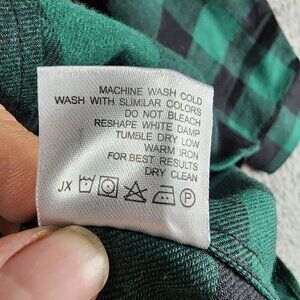 MACHINE WASH COLD
WASH WITH SLIMILAR COLORS
DO NOT BLEACH
RESHAPE WHITE DAMP
TUMBLE DRY LOW
WARM IRON
FOR BEST RESULTS
DRY CLEAN
JX P